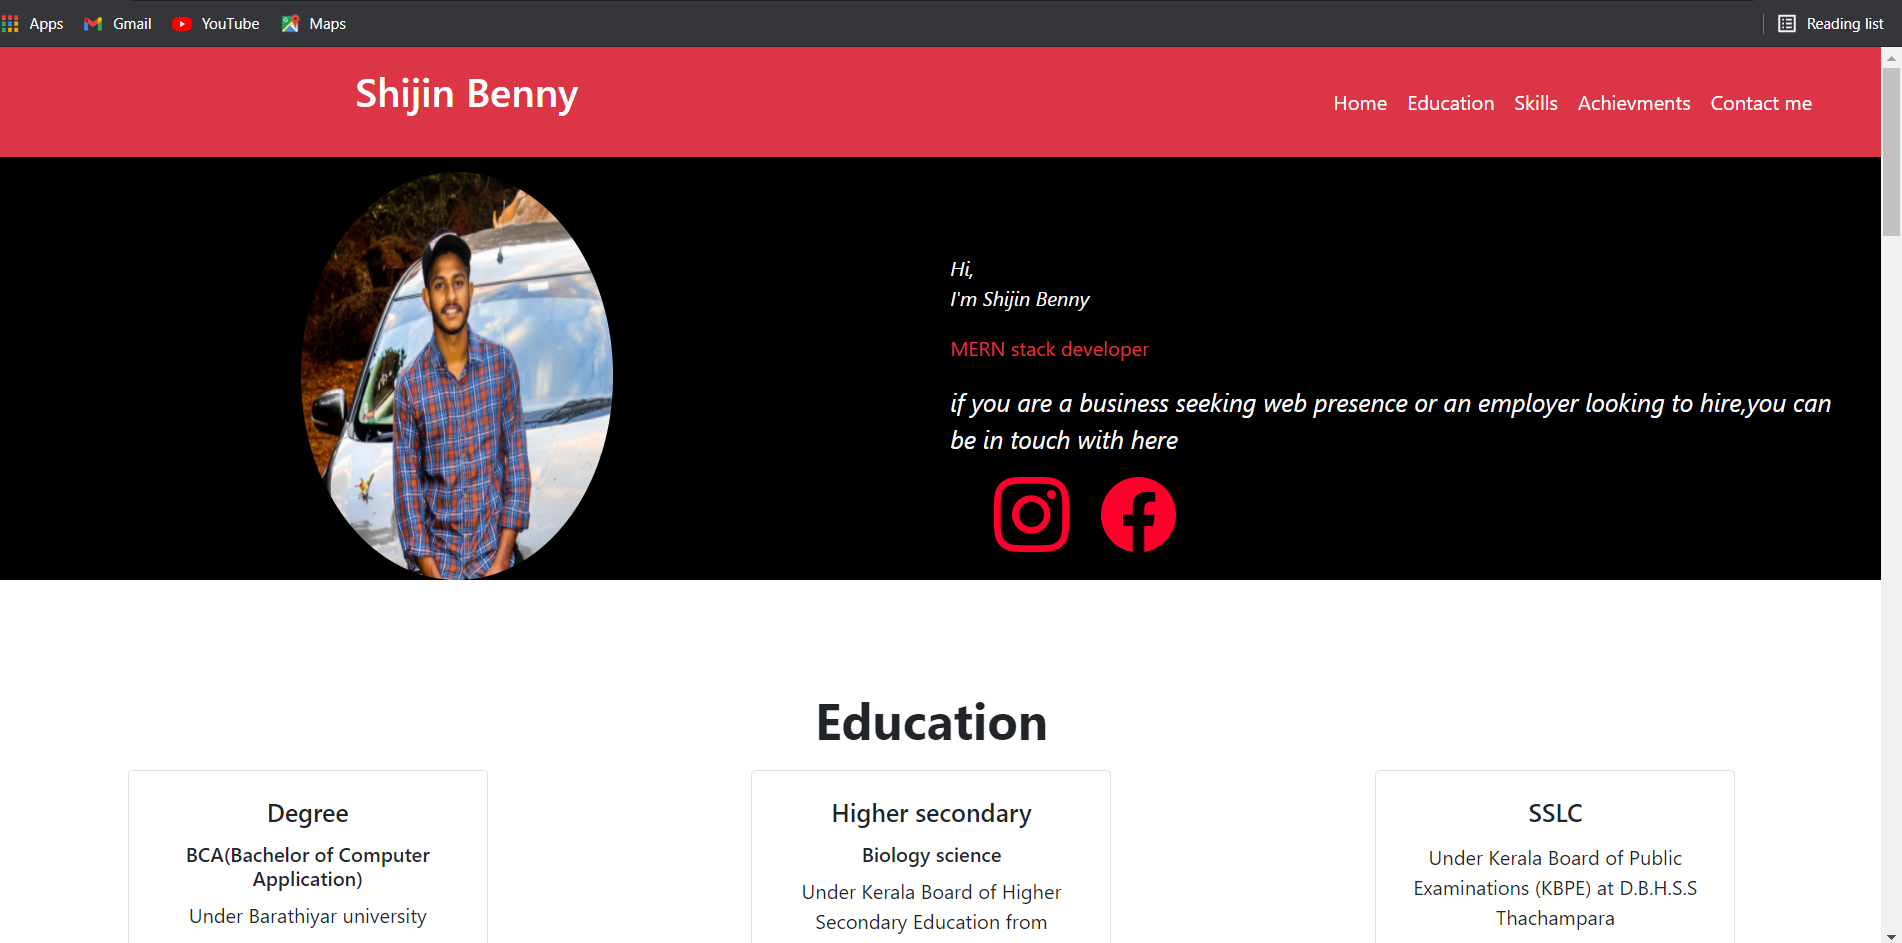 Apps Gmail YouTube Maps Reading list
Shijin Benny
Home Education Skills Achievments Contact me
Hi,
I'm Shijin Benny
MERN stack developer
if you are a business seeking web presence or an employer looking to hire,you can
be in touch with here
Education
Degree
BCA(Bachelor of Computer
Application)
Under Barathiyar university
Higher secondary
Biology science
Under Kerala Board of Higher
Secondary Education from
SSLC
Under Kerala Board of Public
Examinations (KBPE) at D.B.H.S.S
Thachampara